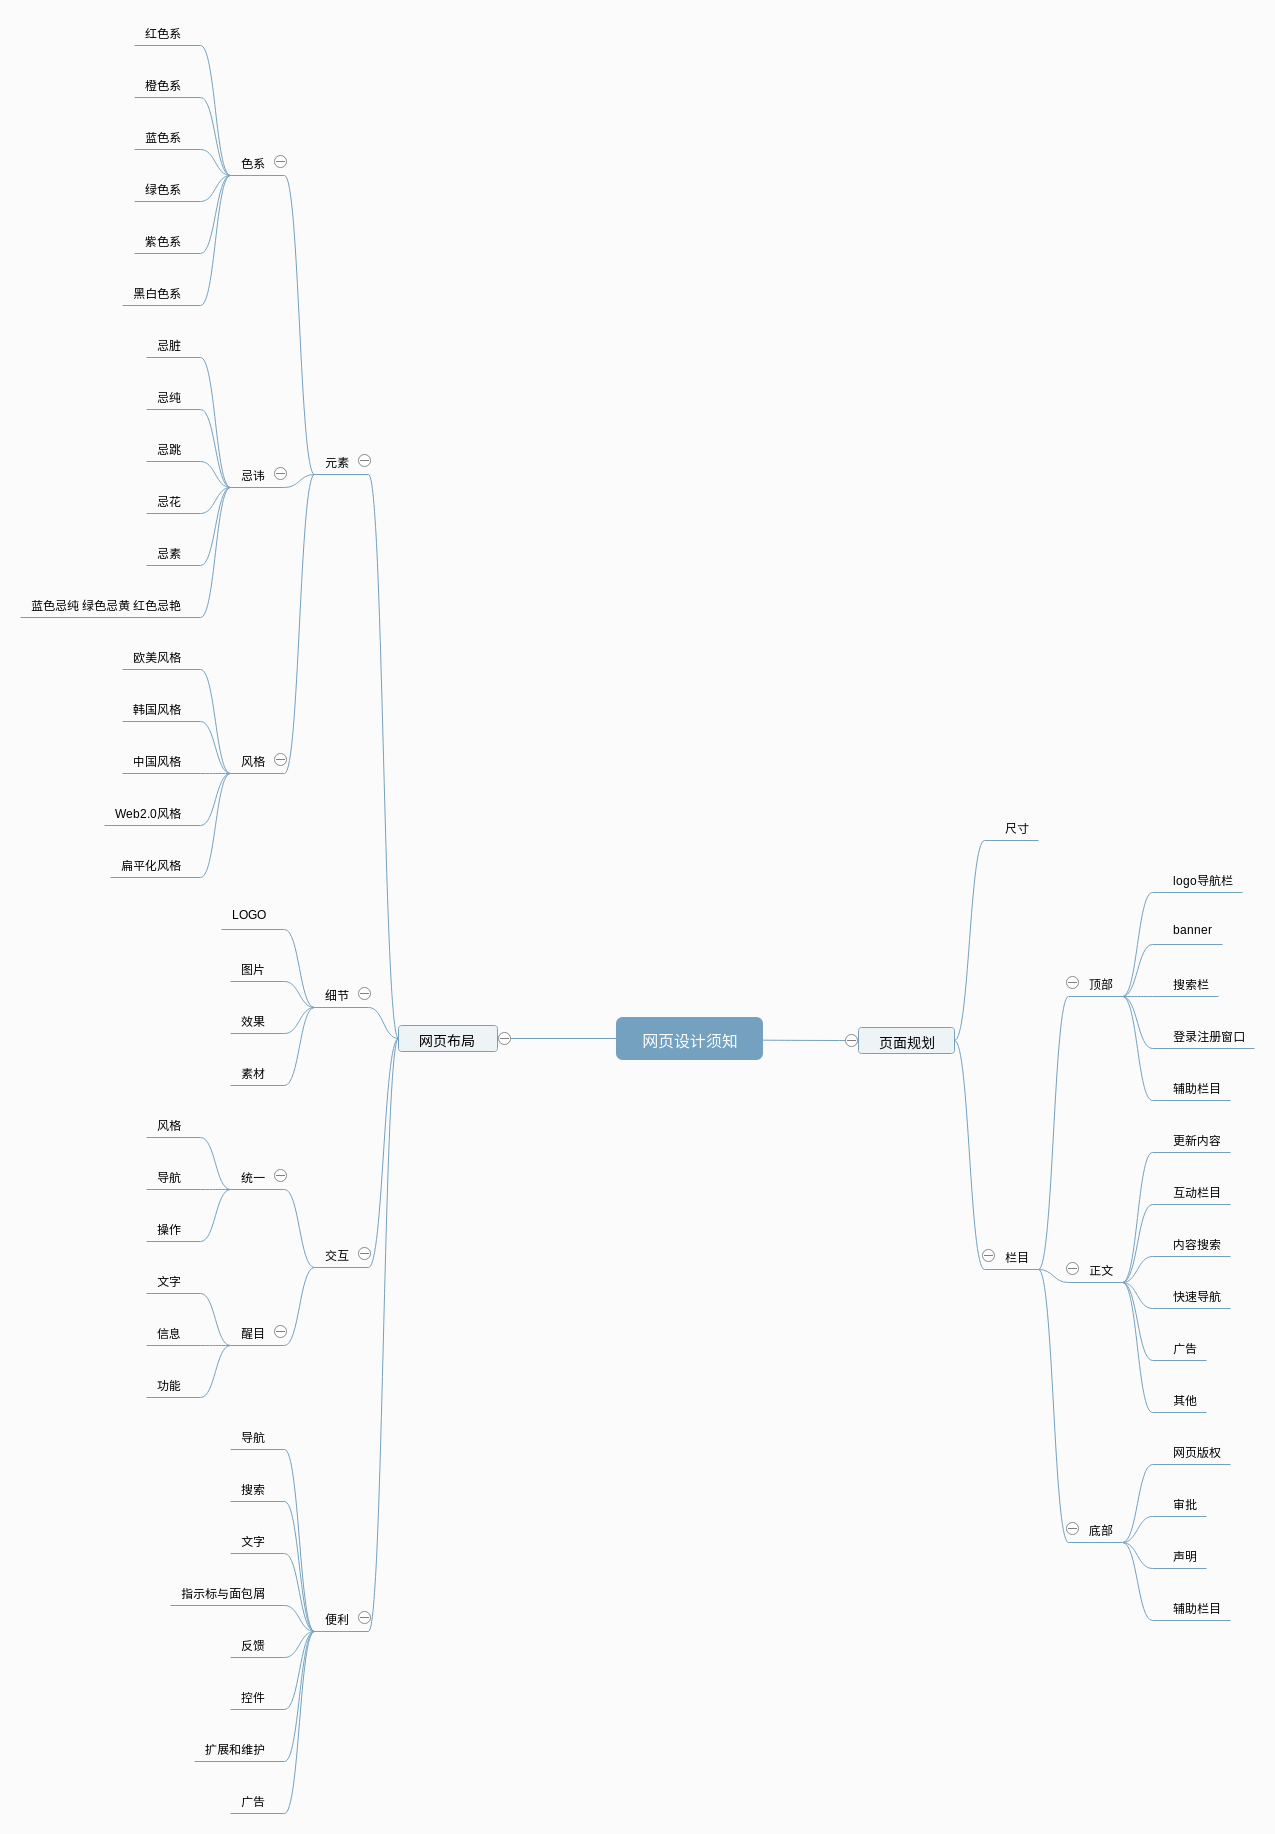 网页设计须知
网页布局
元素
色系
红色系
橙色系
蓝色系
绿色系
紫色系
黑白色系
忌讳
忌脏
忌纯
忌跳
忌花
忌素
蓝色忌纯 绿色忌黄 红色忌艳
风格
欧美风格
韩国风格
中国风格
Web2.0风格
扁平化风格
细节
LOGO
图片
效果
素材
交互
统一
风格
导航
操作
醒目
文字
信息
功能
便利
导航
搜索
文字
指示标与面包屑
反馈
控件
扩展和维护
广告
页面规划
尺寸
栏目
顶部
logo导航栏
banner
搜索栏
登录注册窗口
辅助栏目
正文
更新内容
互动栏目
内容搜索
快速导航
广告
其他
底部
网页版权
审批
声明
辅助栏目